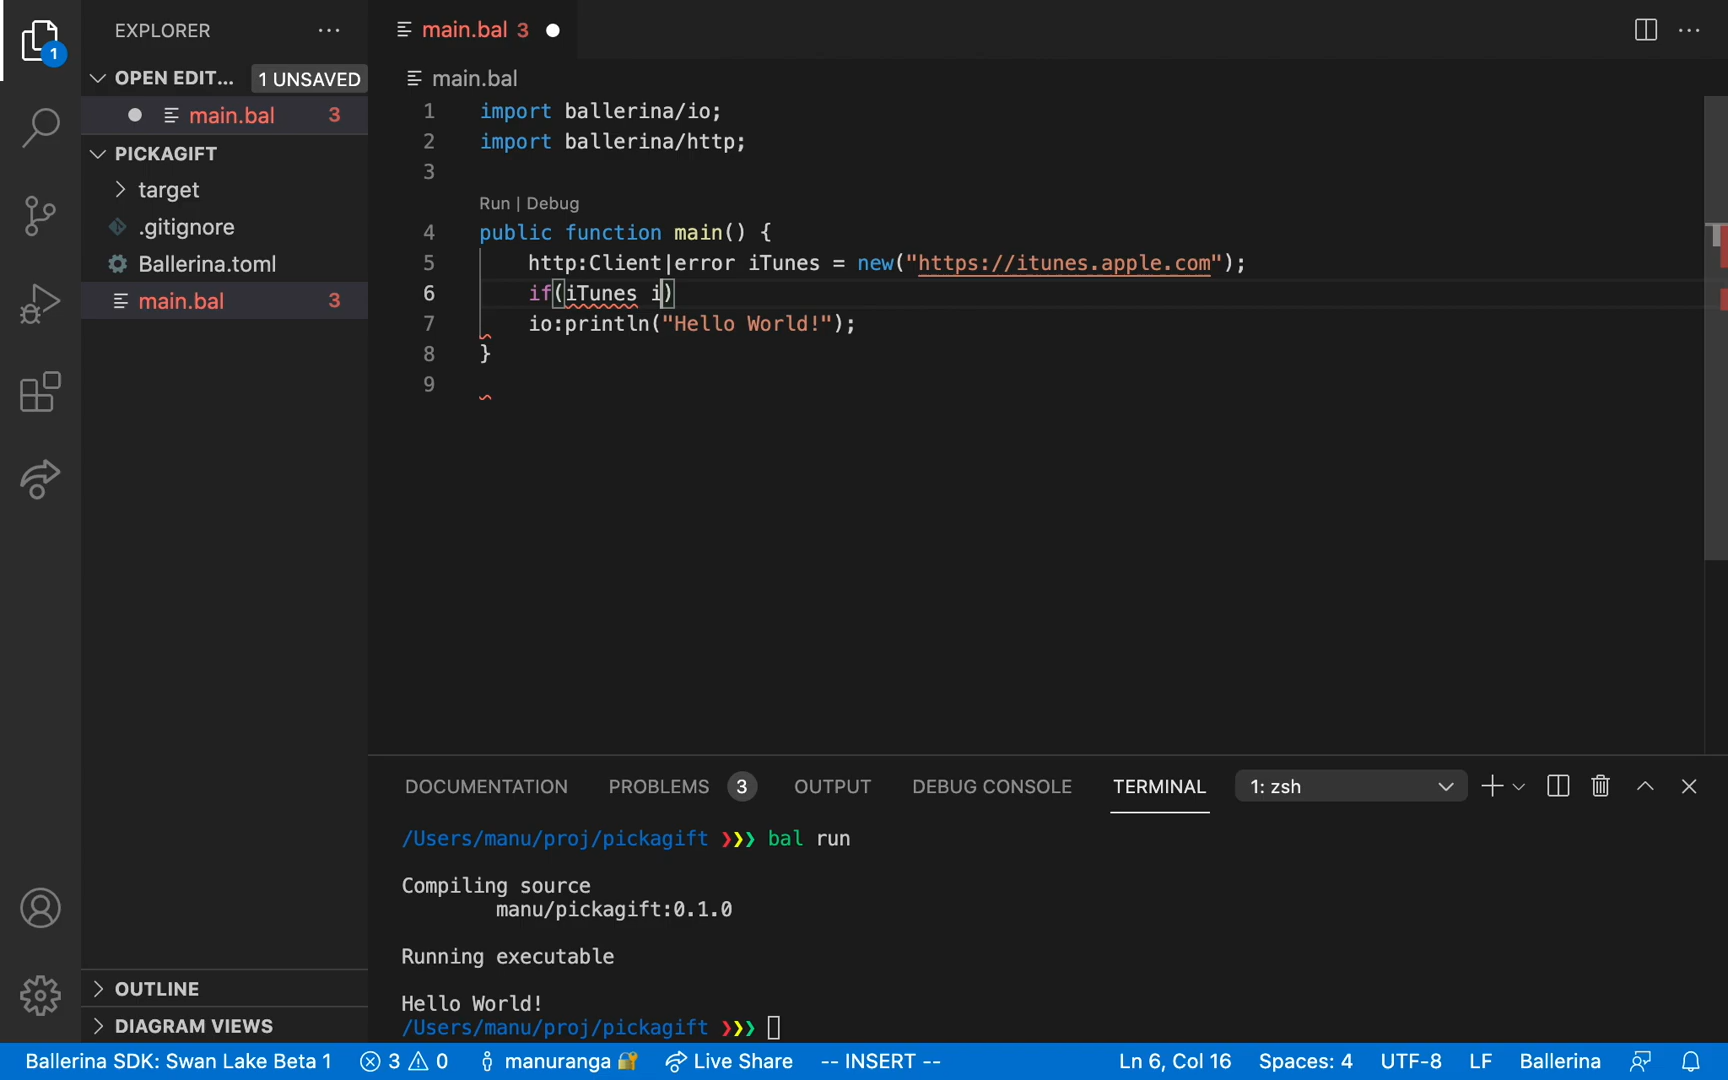 EXPLORER
OPEN EDIT... 1 UNSAVED
main.bal 3
PICKAGIFT
target
.gitignore
Ballerina.toml
main.bal 3
OUTLINE
DIAGRAM VIEWS
1
main.bal 3
main.bal
1 import ballerina/io;
2 import ballerina/http;
3
Run | Debug
4 public function main() {
5 http:Client|error iTunes = new("https://itunes.apple.com");
6 if(iTunes i)
7 io:println("Hello World!");
8 }
9
DOCUMENTATION PROBLEMS 3 OUTPUT DEBUG CONSOLE TERMINAL 1: zsh
/Users/manu/proj/pickagift ❯❯❯ bal run
Compiling source
manu/pickagift:0.1.0
Running executable
Hello World!
/Users/manu/proj/pickagift ❯❯❯
Ballerina SDK: Swan Lake Beta 1 3 0 manuranga Live Share -- INSERT -- Ln 6, Col 16 Spaces: 4 UTF-8 LF Ballerina